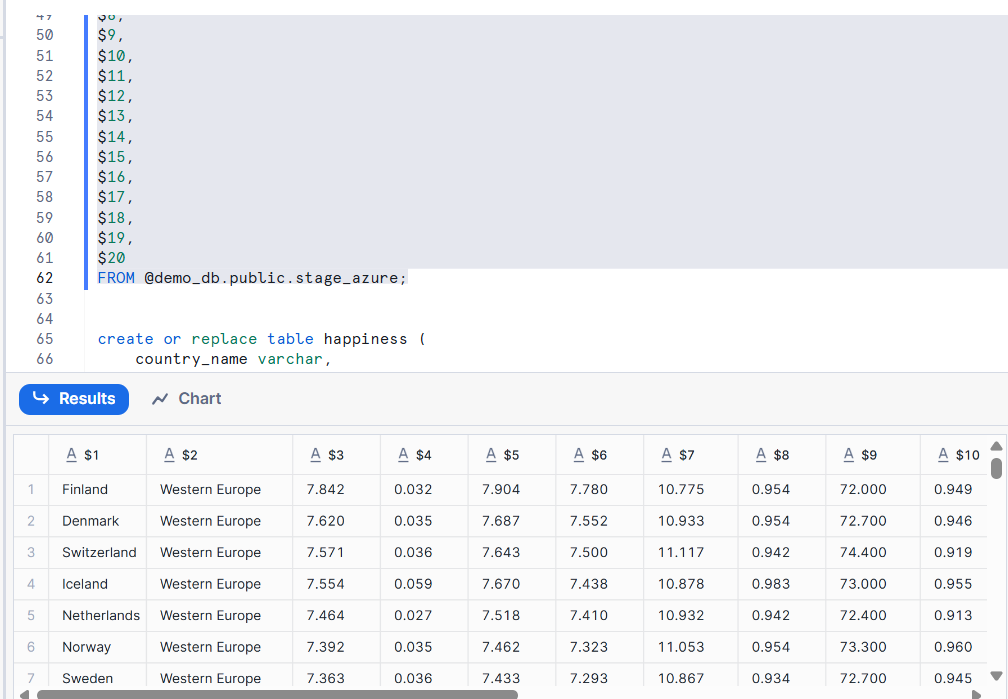 49 $8,
50 $9,
51 $10,
52 $11,
53 $12,
54 $13,
55 $14,
56 $15,
57 $16,
58 $17,
59 $18,
60 $19,
61 $20
62 FROM @demo_db.public.stage_azure;
63
64
65 create or replace table happiness (
66 country_name varchar,
Results Chart
A $1 A $2 A $3 A $4 A $5 A $6 A $7 A $8 A $9 A $10
1 Finland Western Europe 7.842 0.032 7.904 7.780 10.775 0.954 72.000 0.949
2 Denmark Western Europe 7.620 0.035 7.687 7.552 10.933 0.954 72.700 0.946
3 Switzerland Western Europe 7.571 0.036 7.643 7.500 11.117 0.942 74.400 0.919
4 Iceland Western Europe 7.554 0.059 7.670 7.438 10.878 0.983 73.000 0.955
5 Netherlands Western Europe 7.464 0.027 7.518 7.410 10.932 0.942 72.400 0.913
6 Norway Western Europe 7.392 0.035 7.462 7.323 11.053 0.954 73.300 0.960
7 Sweden Western Europe 7.363 0.036 7.433 7.293 10.867 0.934 72.700 0.945